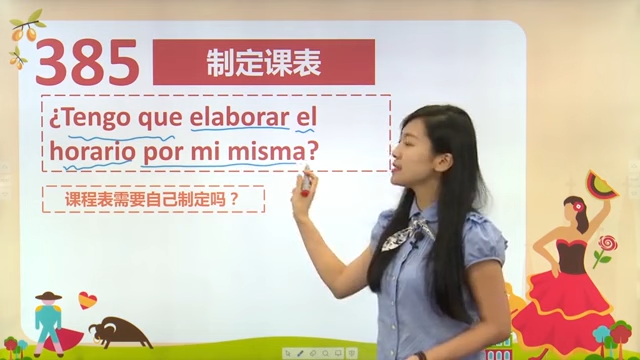 385
制定课表
¿Tengo que elaborar el
horario por mi misma?
课程表需要自己制定吗？